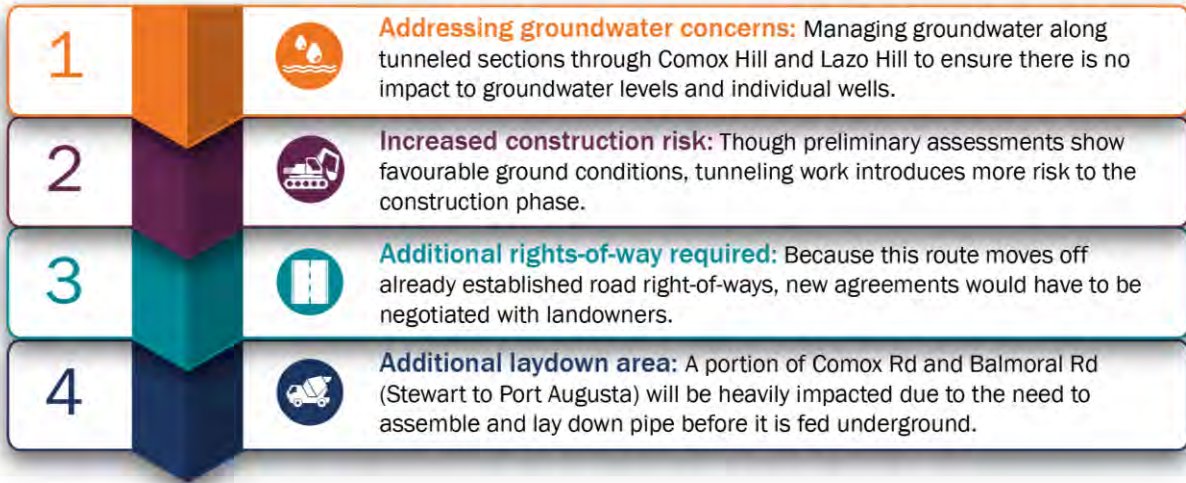 1
Addressing groundwater concerns: Managing groundwater along
tunneled sections through Comox Hill and Lazo Hill to ensure there is no
impact to groundwater levels and individual wells.
2
Increased construction risk: Though preliminary assessments show
favourable ground conditions, tunneling work introduces more risk to the
construction phase.
3
Additional rights-of-way required: Because this route moves off
already established road right-of-ways, new agreements would have to be
negotiated with landowners.
4
Additional laydown area: A portion of Comox Rd and Balmoral Rd
(Stewart to Port Augusta) will be heavily impacted due to the need to
assemble and lay down pipe before it is fed underground.